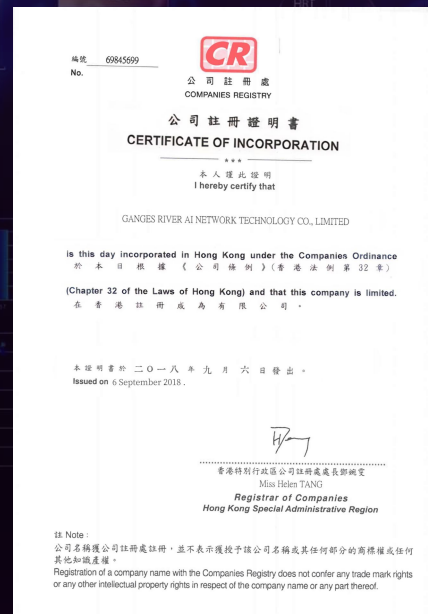 編號 69845699
No.
CR
公司註冊處
COMPANIES REGISTRY
公司註冊證明書
CERTIFICATE OF INCORPORATION
***
本人謹此證明
I hereby certify that
GANGES RIVER AI NETWORK TECHNOLOGY CO., LIMITED
is this day incorporated in Hong Kong under the Companies Ordinance
於本日根據《公司條例》(香港法例第32章)
(Chapter 32 of the Laws of Hong Kong) and that this company is limited.
在香港註冊成為有限公司。
本證明書於二〇一八年九月六日發出。
Issued on 6 September 2018.
香港特別行政區公司註冊處處長鄧婉雯
Miss Helen TANG
Registrar of Companies
Hong Kong Special Administrative Region
註 Note:
公司名稱獲公司註冊處註冊,並不表示獲授予該公司名稱或其任何部分的商標權或任何
其他知識產權。
Registration of a company name with the Companies Registry does not confer any trade mark rights
or any other intellectual property rights in respect of the company name or any part thereof.